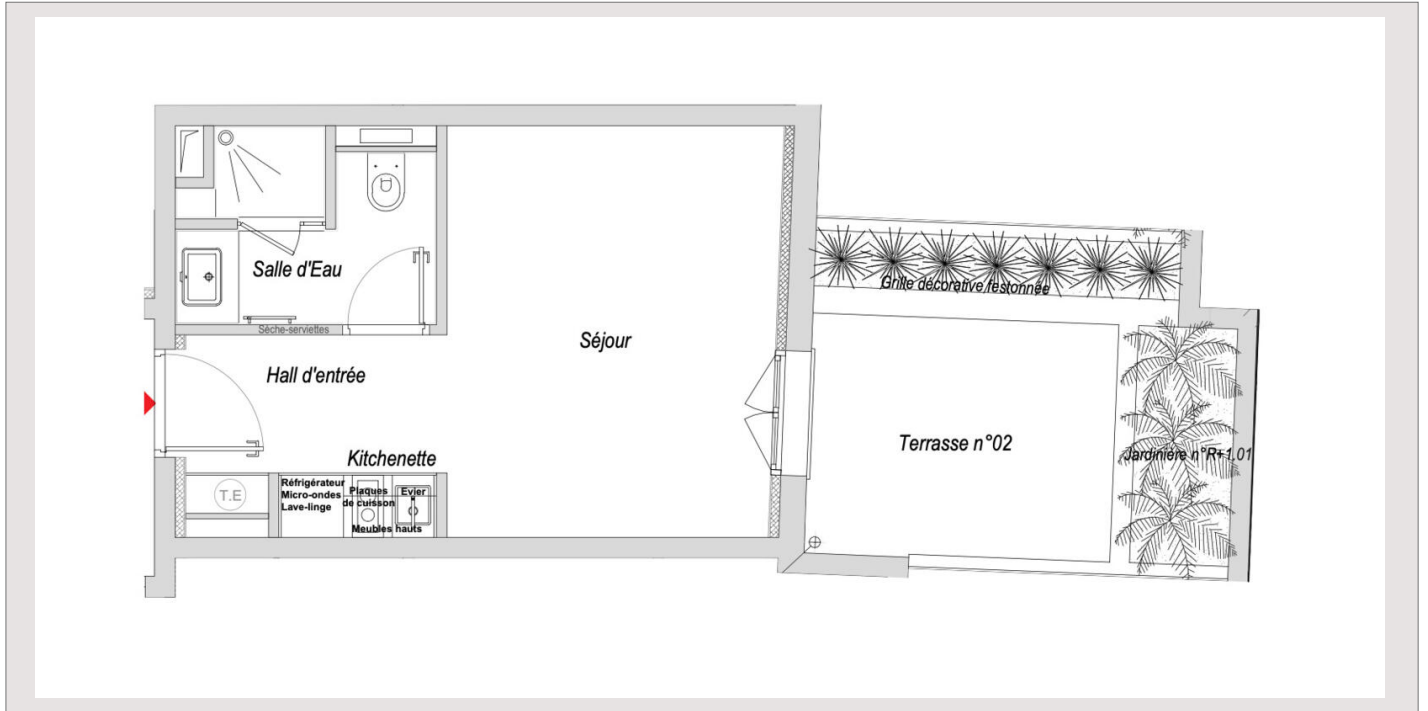 Salle d'Eau
Sèche-serviettes
Grille décorative festonnée
Séjour
Hall d'entrée
Terrasse n°02
Jardinière n°R+1.01
Kitchenette
T.E
Réfrigérateur
Micro-ondes
Lave-linge
Plaques
de cuisson
Evier
Meubles hauts